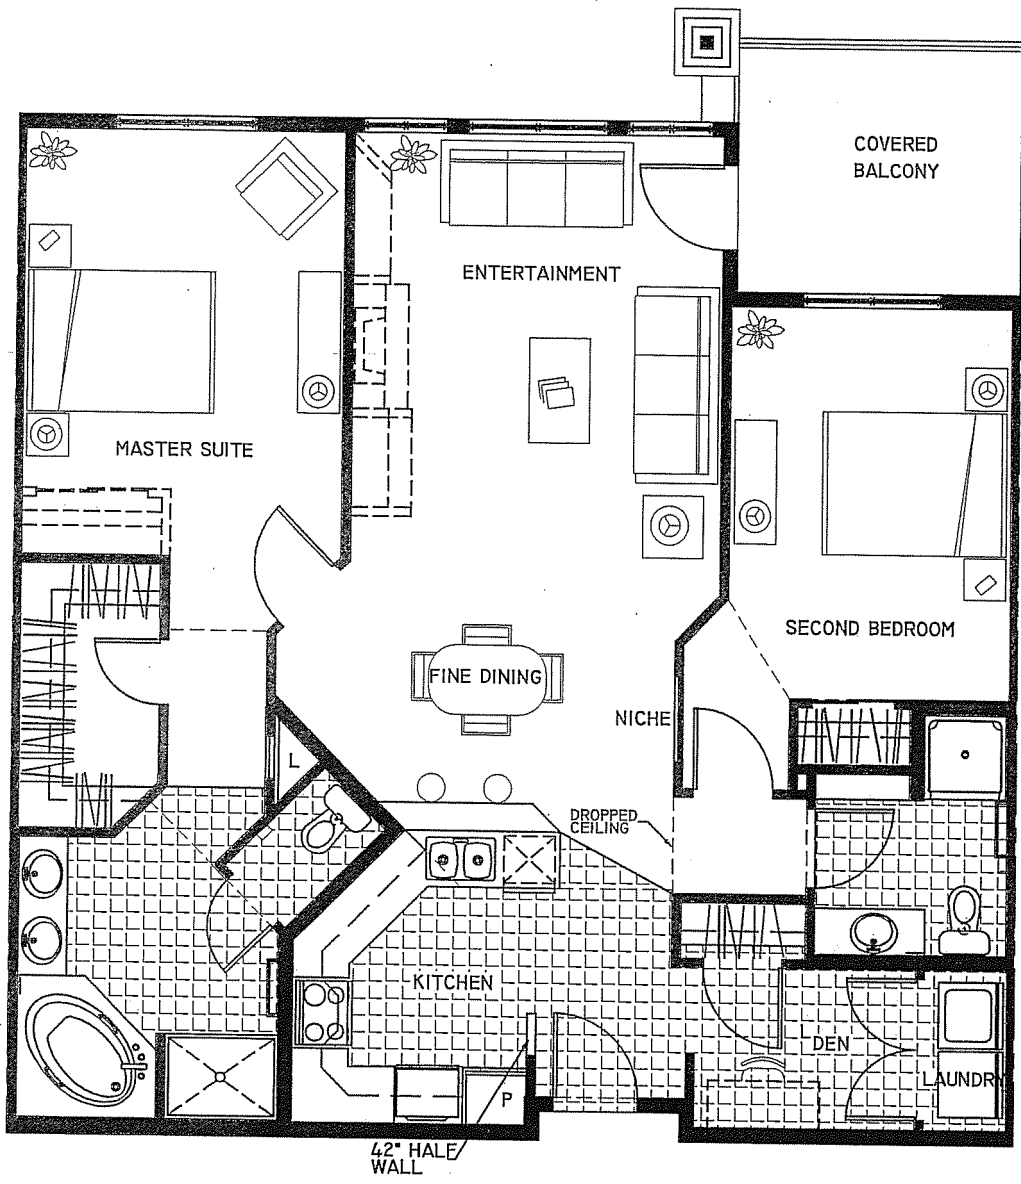 COVERED
BALCONY
ENTERTAINMENT
MASTER SUITE
SECOND BEDROOM
FINE DINING
NICHE
L
DROPPED
CEILING
KITCHEN
DEN
LAUNDRY
P
42" HALF
WALL